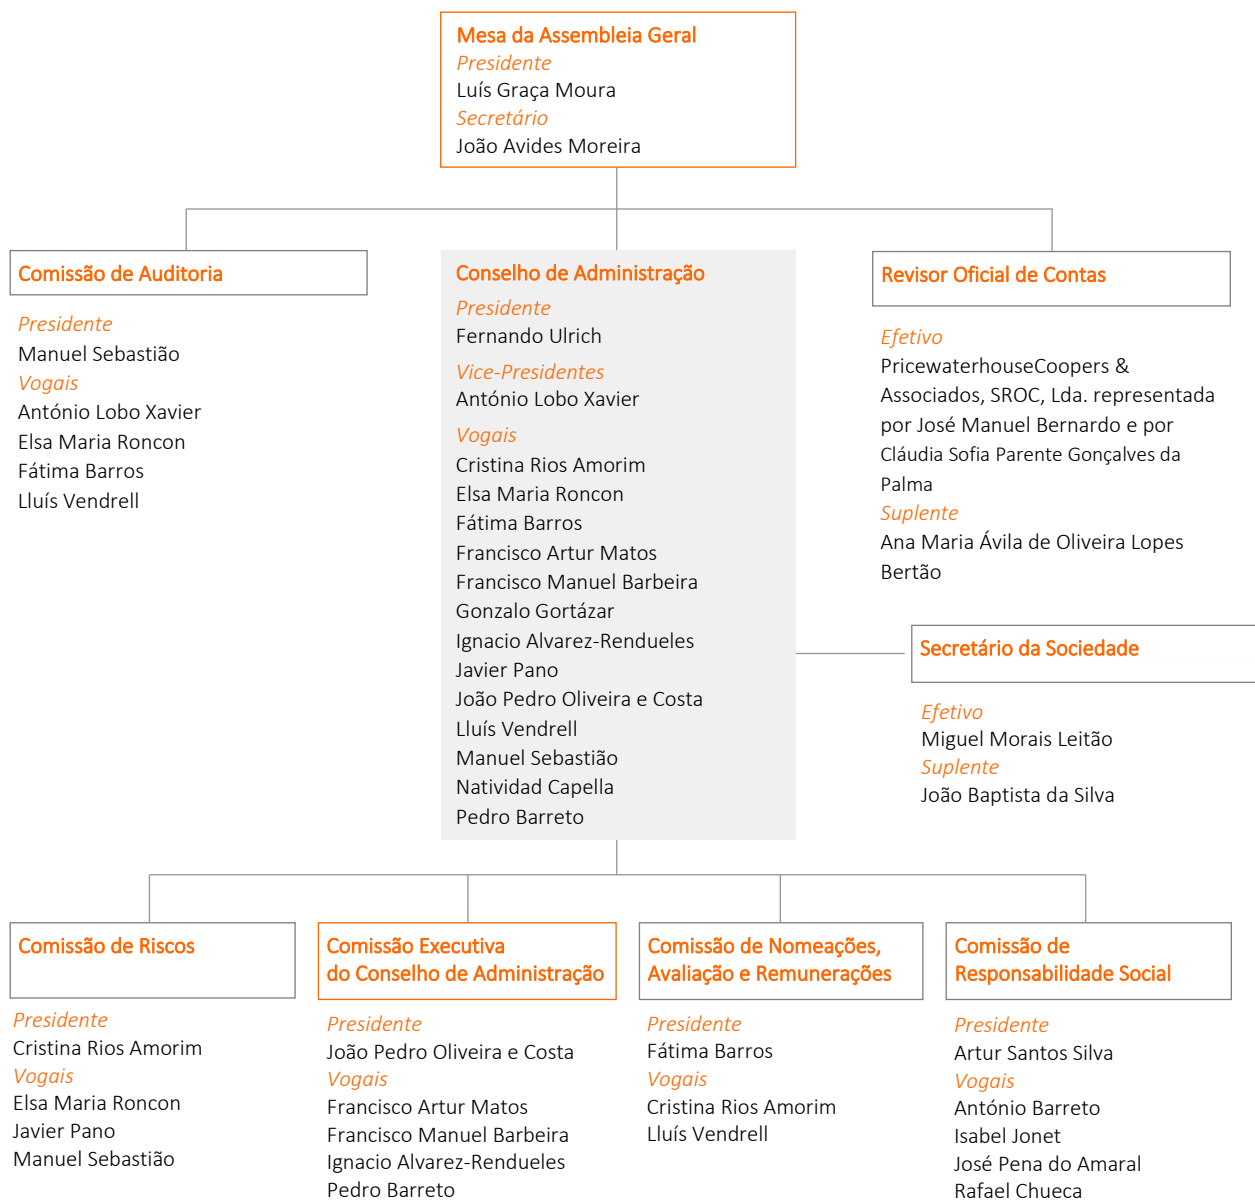 Mesa da Assembleia Geral
Presidente
Luís Graça Moura
Secretário
João Avides Moreira
Comissão de Auditoria
Presidente
Manuel Sebastião
Vogais
António Lobo Xavier
Elsa Maria Roncon
Fátima Barros
Lluís Vendrell
Conselho de Administração
Presidente
Fernando Ulrich
Vice-Presidentes
António Lobo Xavier
Vogais
Cristina Rios Amorim
Elsa Maria Roncon
Fátima Barros
Francisco Artur Matos
Francisco Manuel Barbeira
Gonzalo Gortázar
Ignacio Alvarez-Rendueles
Javier Pano
João Pedro Oliveira e Costa
Lluís Vendrell
Manuel Sebastião
Natividad Capella
Pedro Barreto
Revisor Oficial de Contas
Efetivo
PricewaterhouseCoopers &
Associados, SROC, Lda. representada
por José Manuel Bernardo e por
Cláudia Sofia Parente Gonçalves da
Palma
Suplente
Ana Maria Ávila de Oliveira Lopes
Bertão
Secretário da Sociedade
Efetivo
Miguel Morais Leitão
Suplente
João Baptista da Silva
Comissão de Riscos
Presidente
Cristina Rios Amorim
Vogais
Elsa Maria Roncon
Javier Pano
Manuel Sebastião
Comissão Executiva
do Conselho de Administração
Presidente
João Pedro Oliveira e Costa
Vogais
Francisco Artur Matos
Francisco Manuel Barbeira
Ignacio Alvarez-Rendueles
Pedro Barreto
Comissão de Nomeações,
Avaliação e Remunerações
Presidente
Fátima Barros
Vogais
Cristina Rios Amorim
Lluís Vendrell
Comissão de
Responsabilidade Social
Presidente
Artur Santos Silva
Vogais
António Barreto
Isabel Jonet
José Pena do Amaral
Rafael Chueca